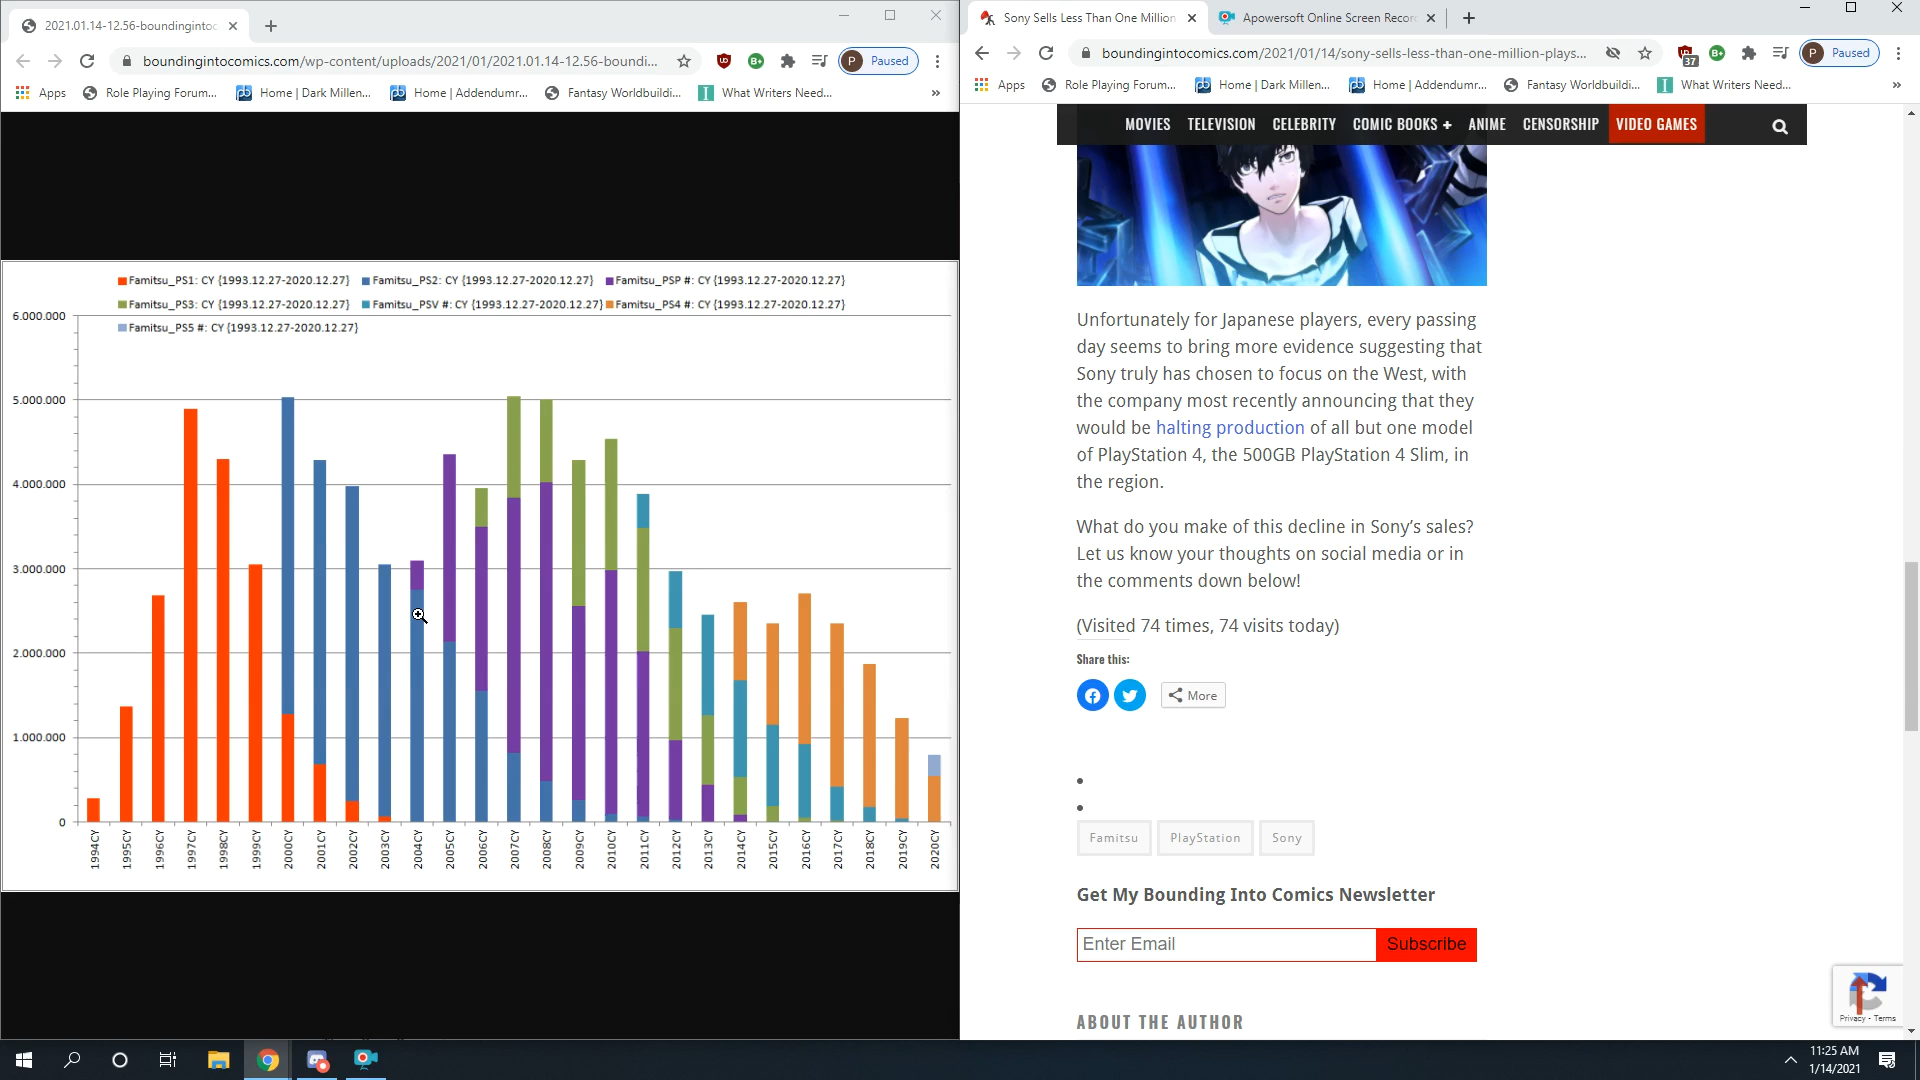 2021.01.14-12.56-boundingintoc
boundingintocomics.com/wp-content/uploads/2021/01/2021.01.14-12.56-boundi...
P Paused
Apps
Role Playing Forum...
Home | Dark Millen...
Home | Addendumr...
Fantasy Worldbuildi...
What Writers Need...
»
Famitsu_PS1: CY {1993.12.27-2020.12.27}
Famitsu_PS2: CY {1993.12.27-2020.12.27}
Famitsu_PSP #: CY {1993.12.27-2020.12.27}
Famitsu_PS3: CY {1993.12.27-2020.12.27}
Famitsu_PSV #: CY {1993.12.27-2020.12.27}
Famitsu_PS4 #: CY {1993.12.27-2020.12.27}
Famitsu_PS5 #: CY {1993.12.27-2020.12.27}
6.000.000
5.000.000
4.000.000
3.000.000
2.000.000
1.000.000
0
1994CY
1995CY
1996CY
1997CY
1998CY
1999CY
2000CY
2001CY
2002CY
2003CY
2004CY
2005CY
2006CY
2007CY
2008CY
2009CY
2010CY
2011CY
2012CY
2013CY
2014CY
2015CY
2016CY
2017CY
2018CY
2019CY
2020CY
Sony Sells Less Than One Million
Apowersoft Online Screen Recor
boundingintocomics.com/2021/01/14/sony-sells-less-than-one-million-plays...
37
B+
P Paused
Apps
Role Playing Forum...
Home | Dark Millen...
Home | Addendumr...
Fantasy Worldbuildi...
What Writers Need...
»
MOVIES TELEVISION CELEBRITY COMIC BOOKS + ANIME CENSORSHIP VIDEO GAMES
Unfortunately for Japanese players, every passing
day seems to bring more evidence suggesting that
Sony truly has chosen to focus on the West, with
the company most recently announcing that they
would be halting production of all but one model
of PlayStation 4, the 500GB PlayStation 4 Slim, in
the region.
What do you make of this decline in Sony’s sales?
Let us know your thoughts on social media or in
the comments down below!
(Visited 74 times, 74 visits today)
Share this:
More
Famitsu
PlayStation
Sony
Get My Bounding Into Comics Newsletter
Enter Email
Subscribe
ABOUT THE AUTHOR
Privacy - Terms
11:25 AM
1/14/2021